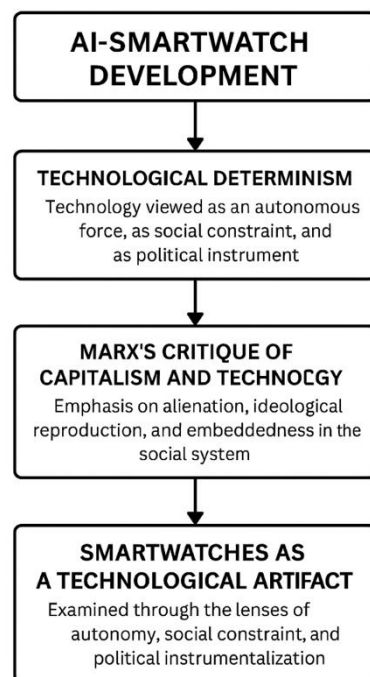 AI-SMARTWATCH
DEVELOPMENT
TECHNOLOGICAL DETERMINISM
Technology viewed as an autonomous
force, as social constraint, and
as political instrument
MARX'S CRITIQUE OF
CAPITALISM AND TECHNOLGY
Emphasis on alienation, ideological
reproduction, and embeddedness in the
social system
SMARTWATCHES AS
A TECHNOLOGICAL ARTIFACT
Examined through the lenses of
autonomy, social constraint, and
political instrumentalization